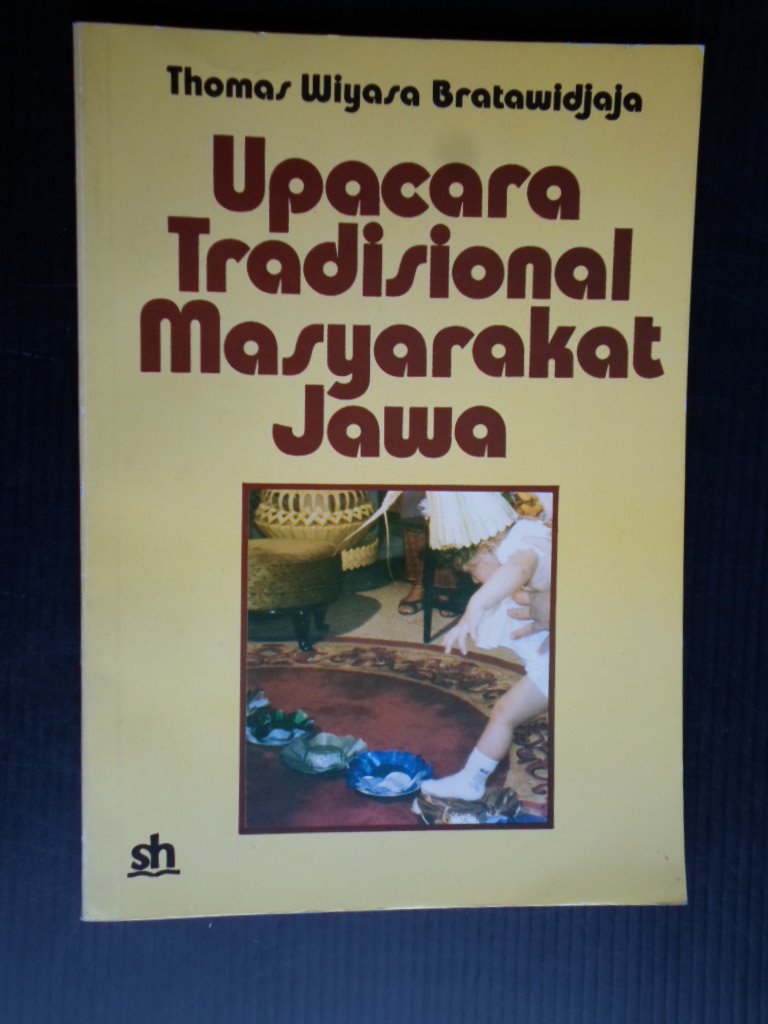 Thomas Wiyasa Bratawidjaja
Upacara
Tradisional
Masyarakat
Jawa
sh